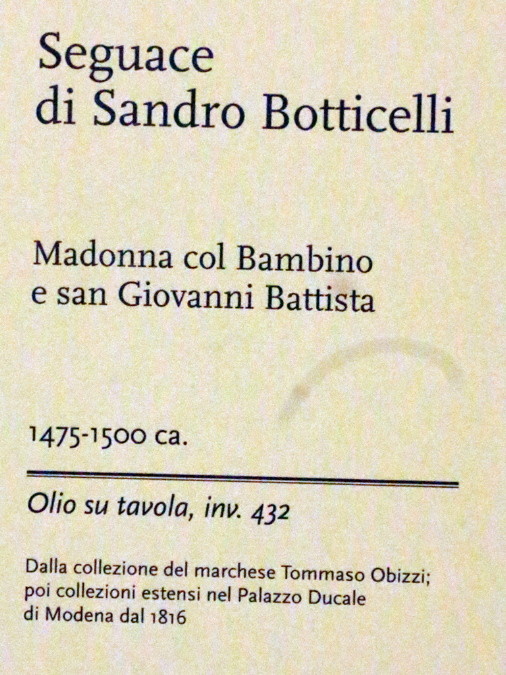 Seguace
di Sandro Botticelli
Madonna col Bambino
e san Giovanni Battista
1475-1500 ca.
Olio su tavola, inv. 432
Dalla collezione del marchese Tommaso Obizzi;
poi collezioni estensi nel Palazzo Ducale
di Modena dal 1816